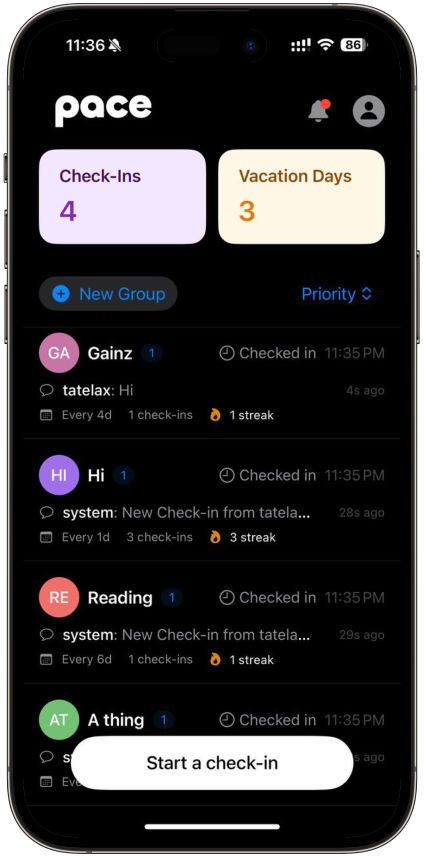 11:36 86
pace
Check-Ins Vacation Days
4 3
New Group Priority
GA Gainz 1 Checked in 11:35 PM
tatelax: Hi 4s ago
Every 4d 1 check-ins 1 streak
HI Hi 1 Checked in 11:35 PM
system: New Check-in from tatela... 28s ago
Every 1d 3 check-ins 3 streak
RE Reading 1 Checked in 11:35 PM
system: New Check-in from tatela... 29s ago
Every 6d 1 check-ins 1 streak
AT A thing 1 Checked in 11:35 PM
s ago
Start a check-in